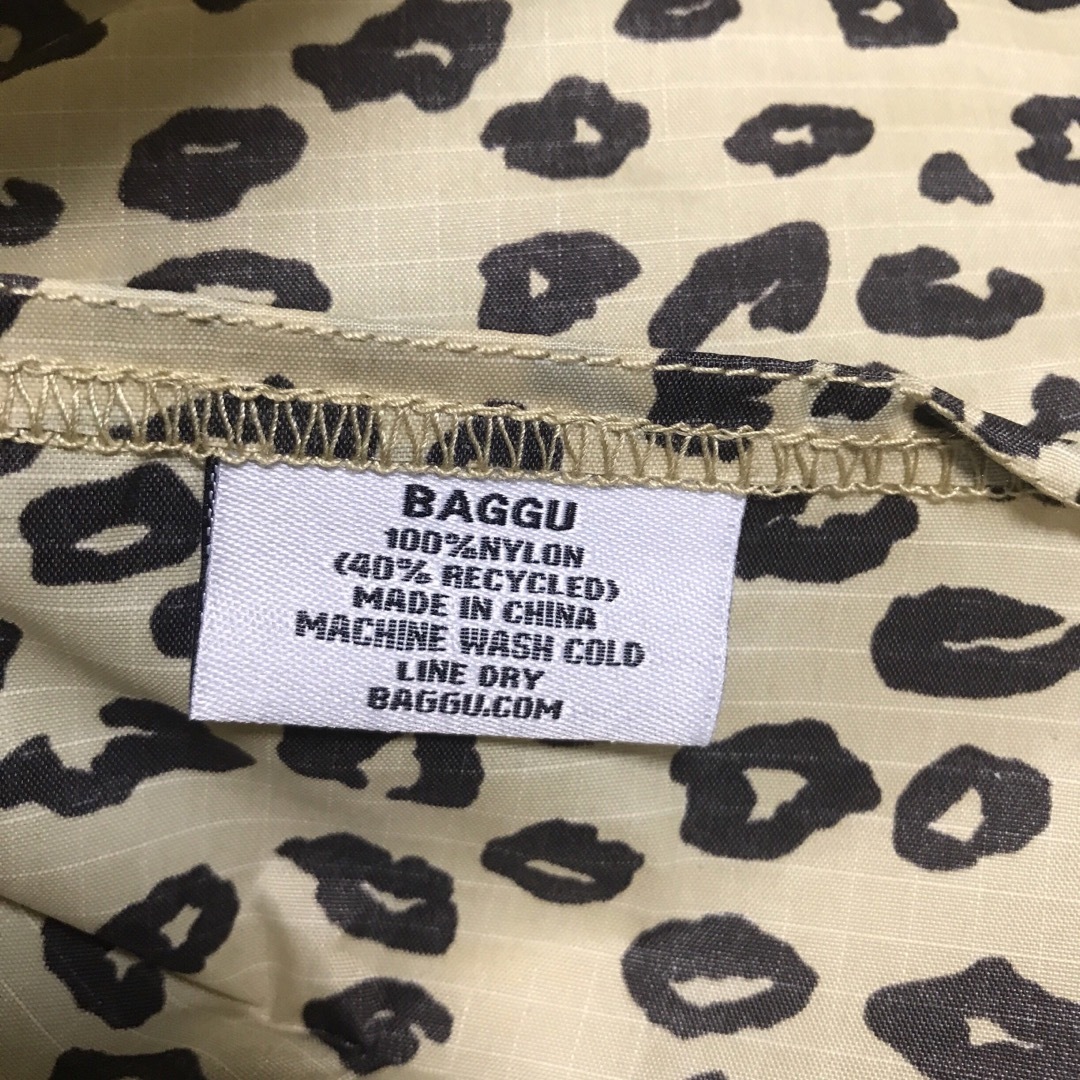 BAGGU
100%NYLON
(40% RECYCLED)
MADE IN CHINA
MACHINE WASH COLD
LINE DRY
BAGGU.COM